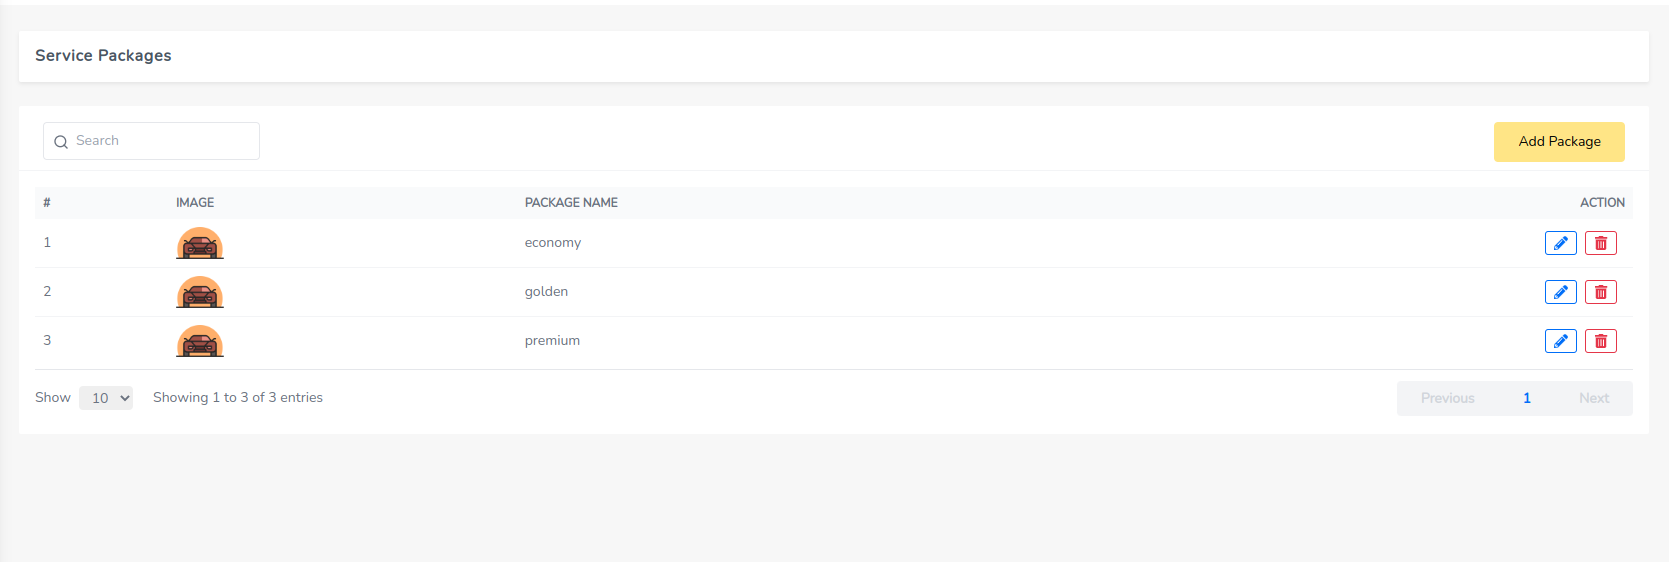 Service Packages
Search
Add Package
# IMAGE PACKAGE NAME ACTION
1 economy
2 golden
3 premium
Show 10 Showing 1 to 3 of 3 entries Previous 1 Next